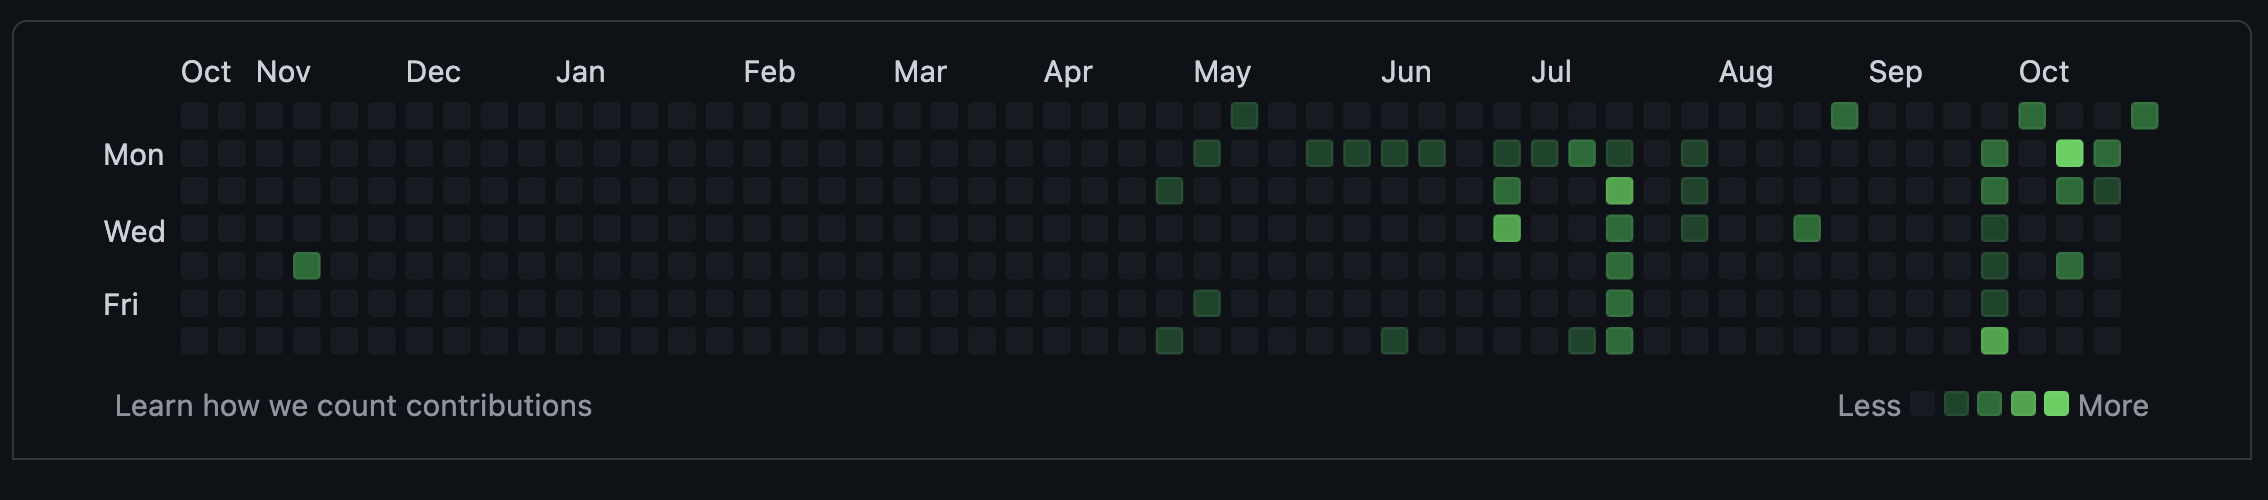 Oct Nov Dec Jan Feb Mar Apr May Jun Jul Aug Sep Oct
Mon
Wed
Fri
Learn how we count contributions
Less More